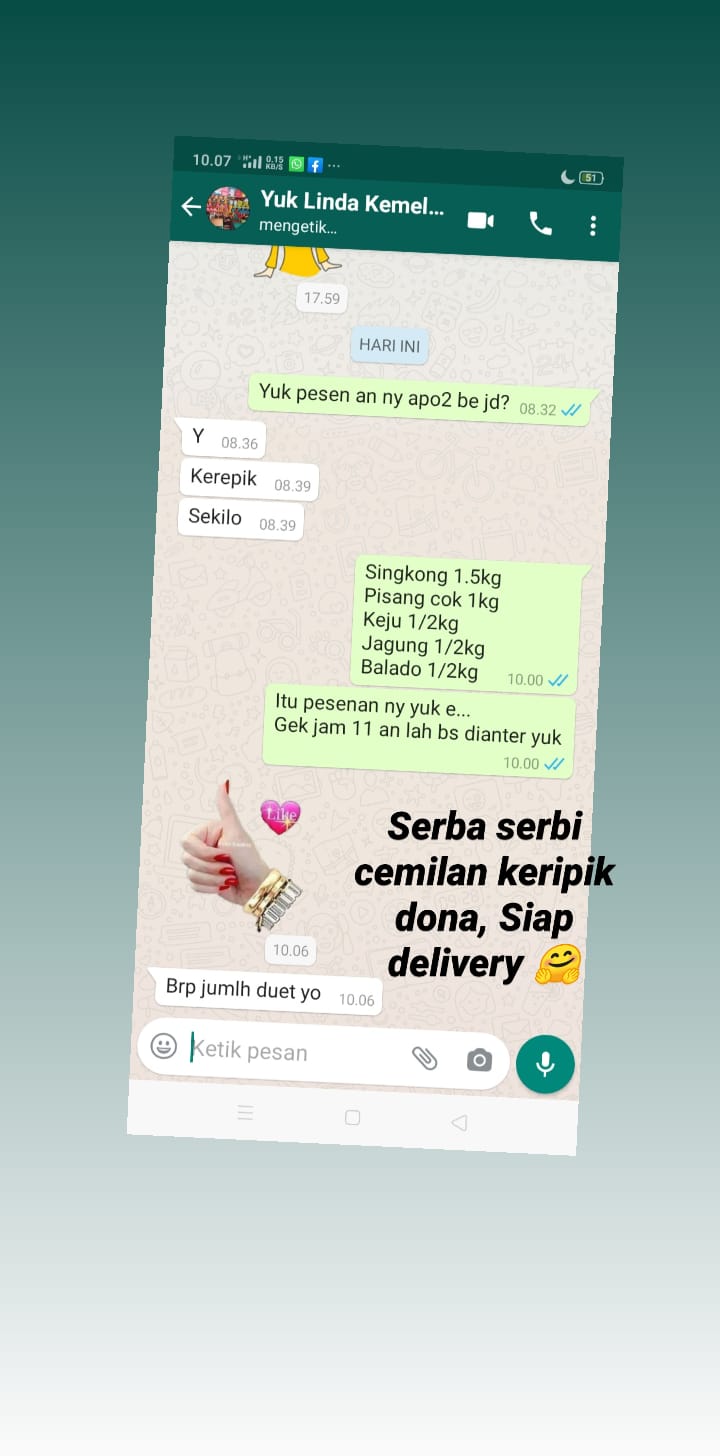 10.07 H+ 0.15 KB/S ... 51
Yuk Linda Kemel...
mengetik...
17.59
HARI INI
Yuk pesen an ny apo2 be jd? 08.32
Y 08.36
Kerepik 08.39
Sekilo 08.39
Singkong 1.5kg
Pisang cok 1kg
Keju 1/2kg
Jagung 1/2kg
Balado 1/2kg 10.00
Itu pesenan ny yuk e...
Gek jam 11 an lah bs dianter yuk
10.00
Like
10.06
Serba serbi
cemilan keripik
dona, Siap
delivery 🤗
Brp jumlh duet yo 10.06
Ketik pesan